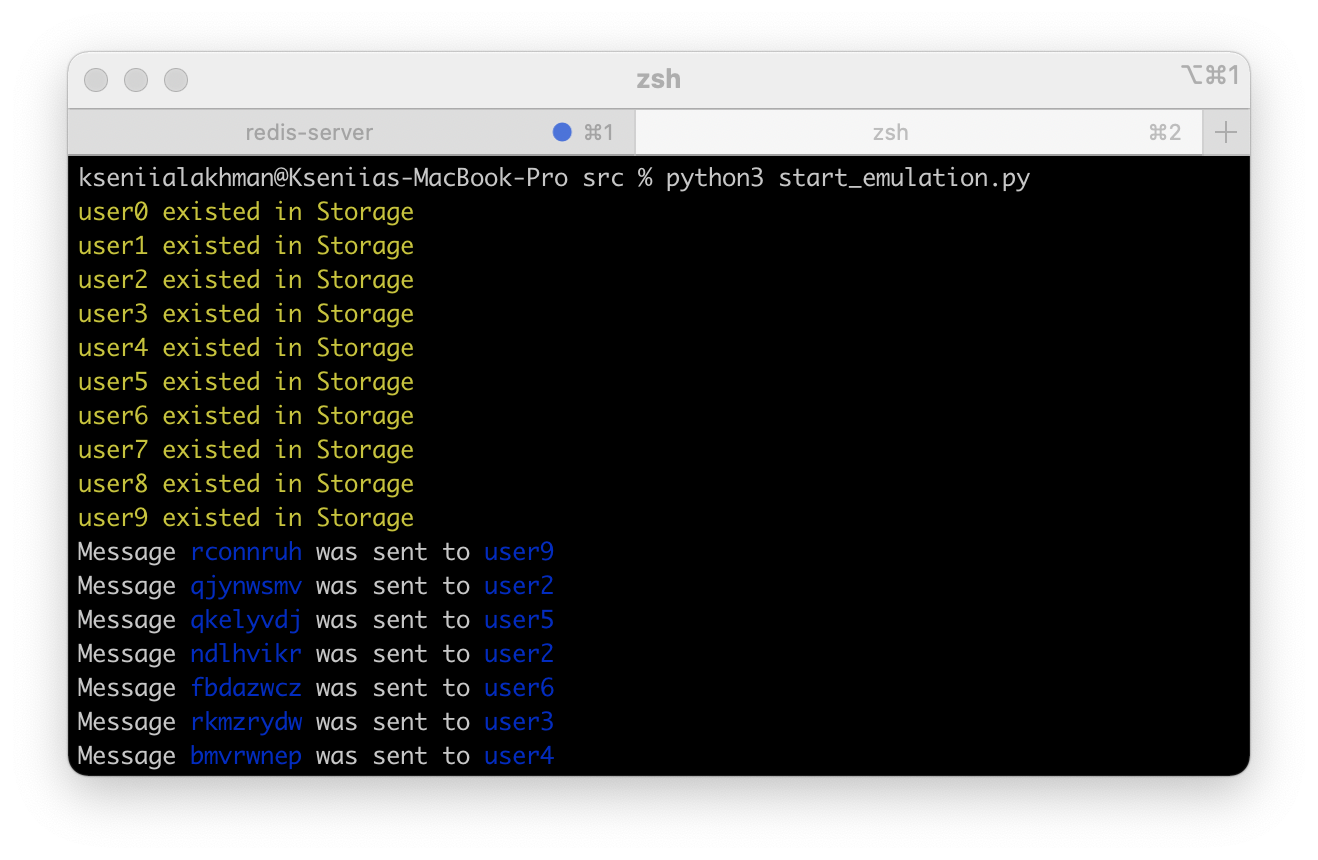 zsh
⌥⌘1
redis-server ⌘1 zsh ⌘2 +
kseniialakhman@Kseniias-MacBook-Pro src % python3 start_emulation.py
user0 existed in Storage
user1 existed in Storage
user2 existed in Storage
user3 existed in Storage
user4 existed in Storage
user5 existed in Storage
user6 existed in Storage
user7 existed in Storage
user8 existed in Storage
user9 existed in Storage
Message rconnruh was sent to user9
Message qjynwsmv was sent to user2
Message qkelyvdj was sent to user5
Message ndlhvikr was sent to user2
Message fbdazwcz was sent to user6
Message rkmzrydw was sent to user3
Message bmvrwnep was sent to user4